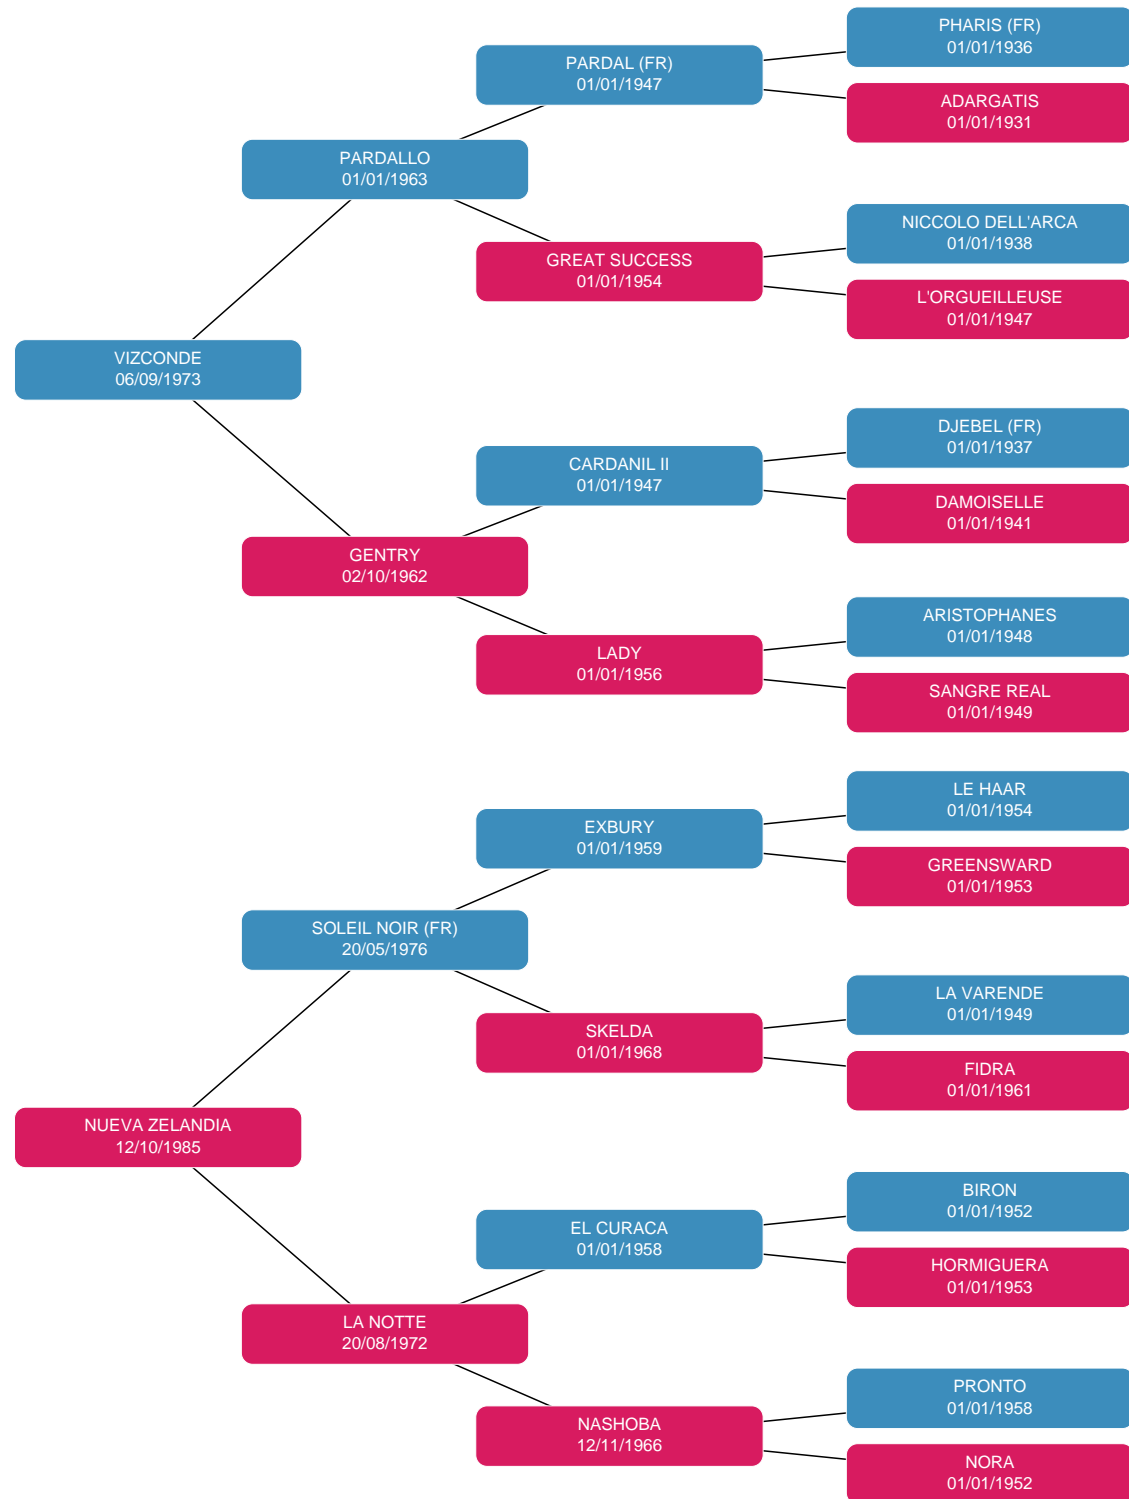 PHARIS (FR)
01/01/1936
PARDAL (FR)
01/01/1947
ADARGATIS
01/01/1931
PARDALLO
01/01/1963
NICCOLO DELL'ARCA
01/01/1938
GREAT SUCCESS
01/01/1954
L'ORGUEILLEUSE
01/01/1947
VIZCONDE
06/09/1973
DJEBEL (FR)
01/01/1937
CARDANIL II
01/01/1947
DAMOISELLE
01/01/1941
GENTRY
02/10/1962
ARISTOPHANES
01/01/1948
LADY
01/01/1956
SANGRE REAL
01/01/1949
LE HAAR
01/01/1954
EXBURY
01/01/1959
GREENSWARD
01/01/1953
SOLEIL NOIR (FR)
20/05/1976
LA VARENDE
01/01/1949
SKELDA
01/01/1968
FIDRA
01/01/1961
NUEVA ZELANDIA
12/10/1985
BIRON
01/01/1952
EL CURACA
01/01/1958
HORMIGUERA
01/01/1953
LA NOTTE
20/08/1972
PRONTO
01/01/1958
NASHOBA
12/11/1966
NORA
01/01/1952